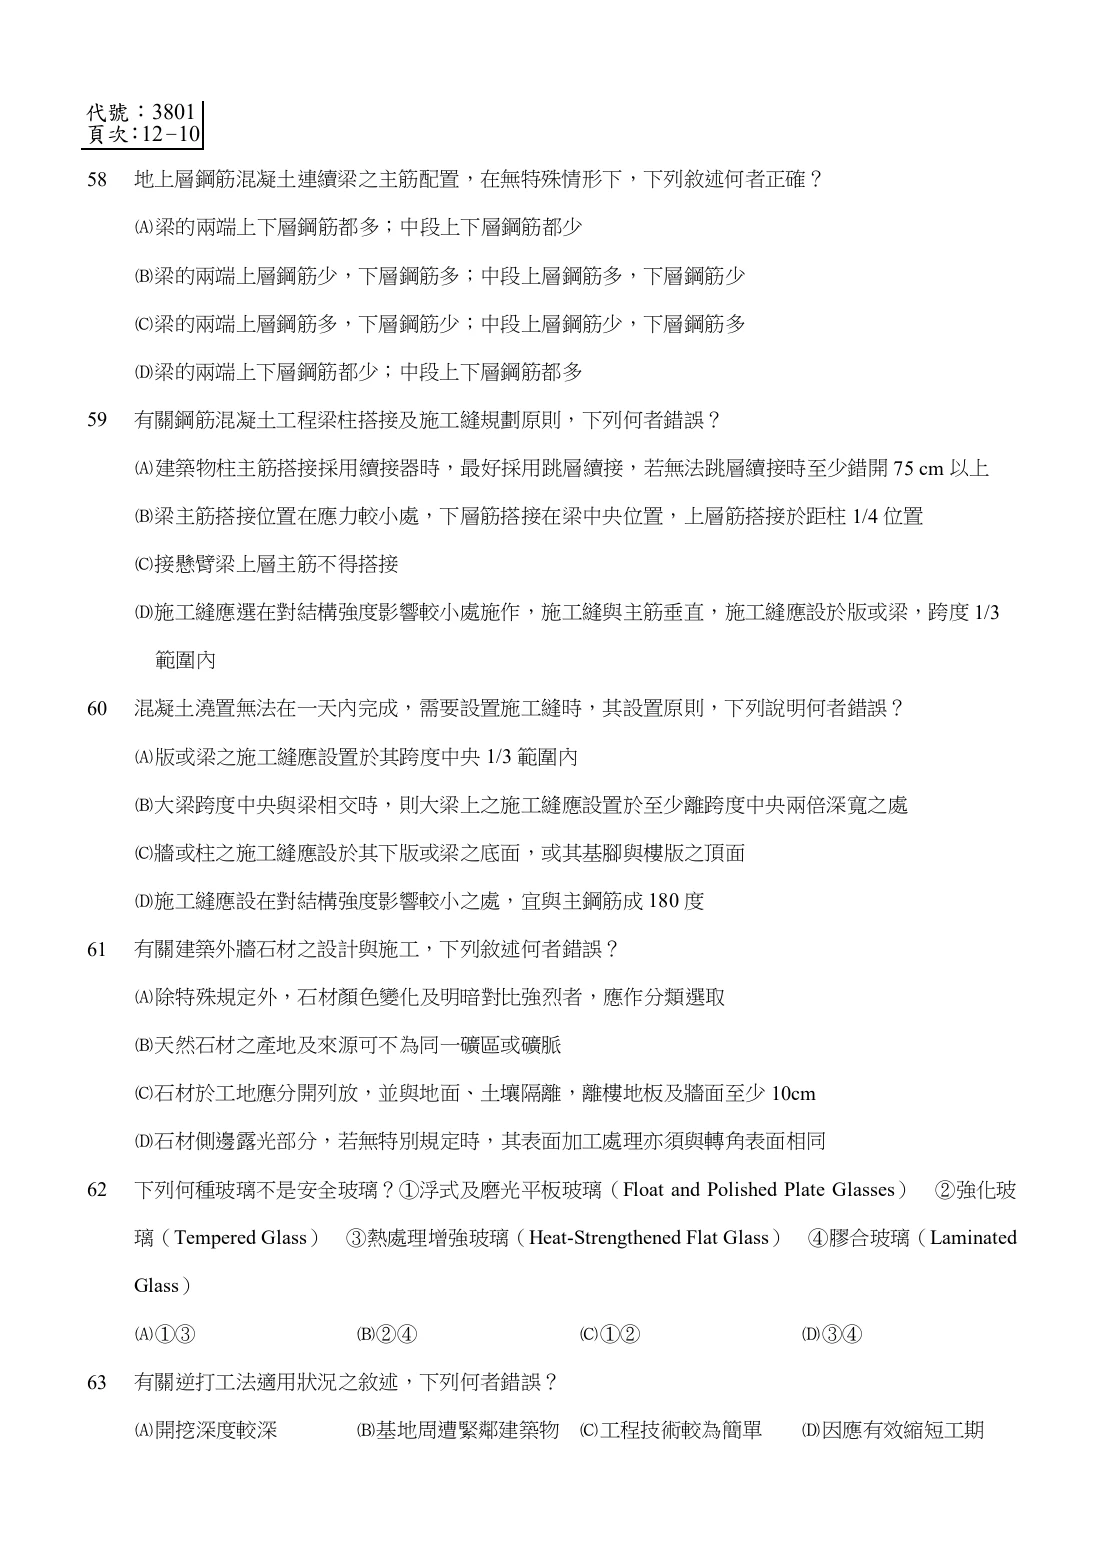 代號：3801
頁次：12－10
58 地上層鋼筋混凝土連續梁之主筋配置，在無特殊情形下，下列敘述何者正確？
(A)梁的兩端上下層鋼筋都多；中段上下層鋼筋都少
(B)梁的兩端上層鋼筋少，下層鋼筋多；中段上層鋼筋多，下層鋼筋少
(C)梁的兩端上層鋼筋多，下層鋼筋少；中段上層鋼筋少，下層鋼筋多
(D)梁的兩端上下層鋼筋都少；中段上下層鋼筋都多
59 有關鋼筋混凝土工程梁柱搭接及施工縫規劃原則，下列何者錯誤？
(A)建築物柱主筋搭接採用續接器時，最好採用跳層續接，若無法跳層續接時至少錯開 75 cm 以上
(B)梁主筋搭接位置在應力較小處，下層筋搭接在梁中央位置，上層筋搭接於距柱 1/4 位置
(C)接懸臂梁上層主筋不得搭接
(D)施工縫應選在對結構強度影響較小處施作，施工縫與主筋垂直，施工縫應設於版或梁，跨度 1/3
範圍內
60 混凝土澆置無法在一天內完成，需要設置施工縫時，其設置原則，下列說明何者錯誤？
(A)版或梁之施工縫應設置於其跨度中央 1/3 範圍內
(B)大梁跨度中央與梁相交時，則大梁上之施工縫應設置於至少離跨度中央兩倍深寬之處
(C)牆或柱之施工縫應設於其下版或梁之底面，或其基腳與樓版之頂面
(D)施工縫應設在對結構強度影響較小之處，宜與主鋼筋成 180 度
61 有關建築外牆石材之設計與施工，下列敘述何者錯誤？
(A)除特殊規定外，石材顏色變化及明暗對比強烈者，應作分類選取
(B)天然石材之產地及來源可不為同一礦區或礦脈
(C)石材於工地應分開列放，並與地面、土壤隔離，離樓地板及牆面至少 10cm
(D)石材側邊露光部分，若無特別規定時，其表面加工處理亦須與轉角表面相同
62 下列何種玻璃不是安全玻璃？①浮式及磨光平板玻璃（Float and Polished Plate Glasses） ②強化玻
璃（Tempered Glass） ③熱處理增強玻璃（Heat-Strengthened Flat Glass） ④膠合玻璃（Laminated
Glass）
(A)①③ (B)②④ (C)①② (D)③④
63 有關逆打工法適用狀況之敘述，下列何者錯誤？
(A)開挖深度較深 (B)基地周遭緊鄰建築物 (C)工程技術較為簡單 (D)因應有效縮短工期